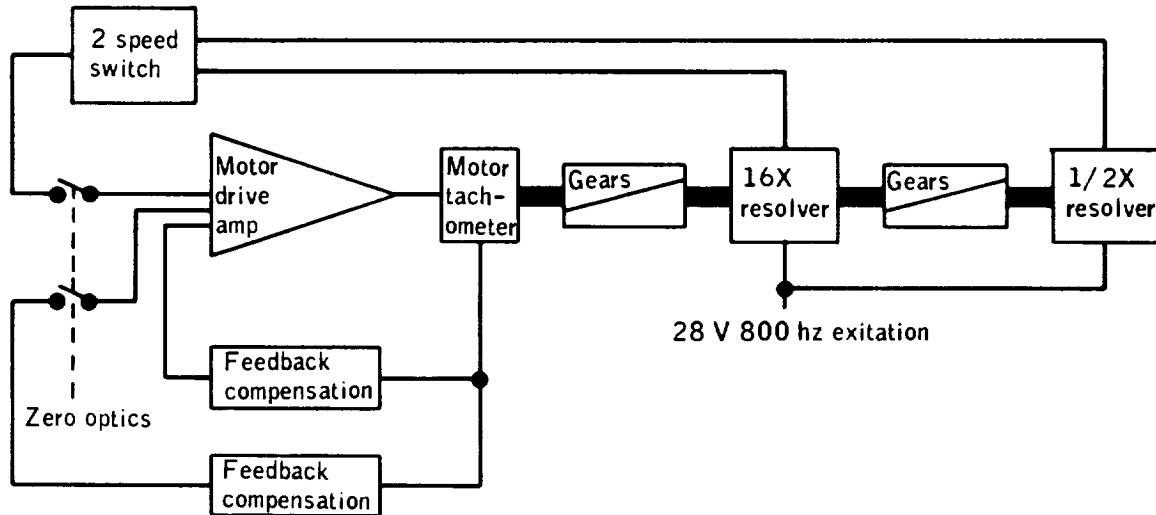 2 speed
switch
Motor
drive
amp
Motor
tach-
ometer
Gears
16X
resolver
Gears
1/2X
resolver
28 V 800 hz exitation
Feedback
compensation
Zero optics
Feedback
compensation